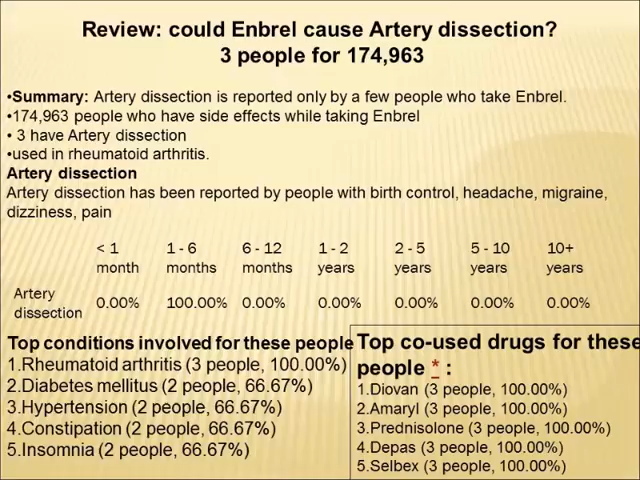 Review: could Enbrel cause Artery dissection?
3 people for 174,963
•Summary: Artery dissection is reported only by a few people who take Enbrel.
•174,963 people who have side effects while taking Enbrel
• 3 have Artery dissection
•used in rheumatoid arthritis.
Artery dissection
Artery dissection has been reported by people with birth control, headache, migraine,
dizziness, pain
< 1 month 1 - 6 months 6 - 12 months 1 - 2 years 2 - 5 years 5 - 10 years 10+ years
Artery dissection 0.00% 100.00% 0.00% 0.00% 0.00% 0.00% 0.00%
Top conditions involved for these people
1.Rheumatoid arthritis (3 people, 100.00%)
2.Diabetes mellitus (2 people, 66.67%)
3.Hypertension (2 people, 66.67%)
4.Constipation (2 people, 66.67%)
5.Insomnia (2 people, 66.67%)
Top co-used drugs for these
people * :
1.Diovan (3 people, 100.00%)
2.Amaryl (3 people, 100.00%)
3.Prednisolone (3 people, 100.00%)
4.Depas (3 people, 100.00%)
5.Selbex (3 people, 100.00%)